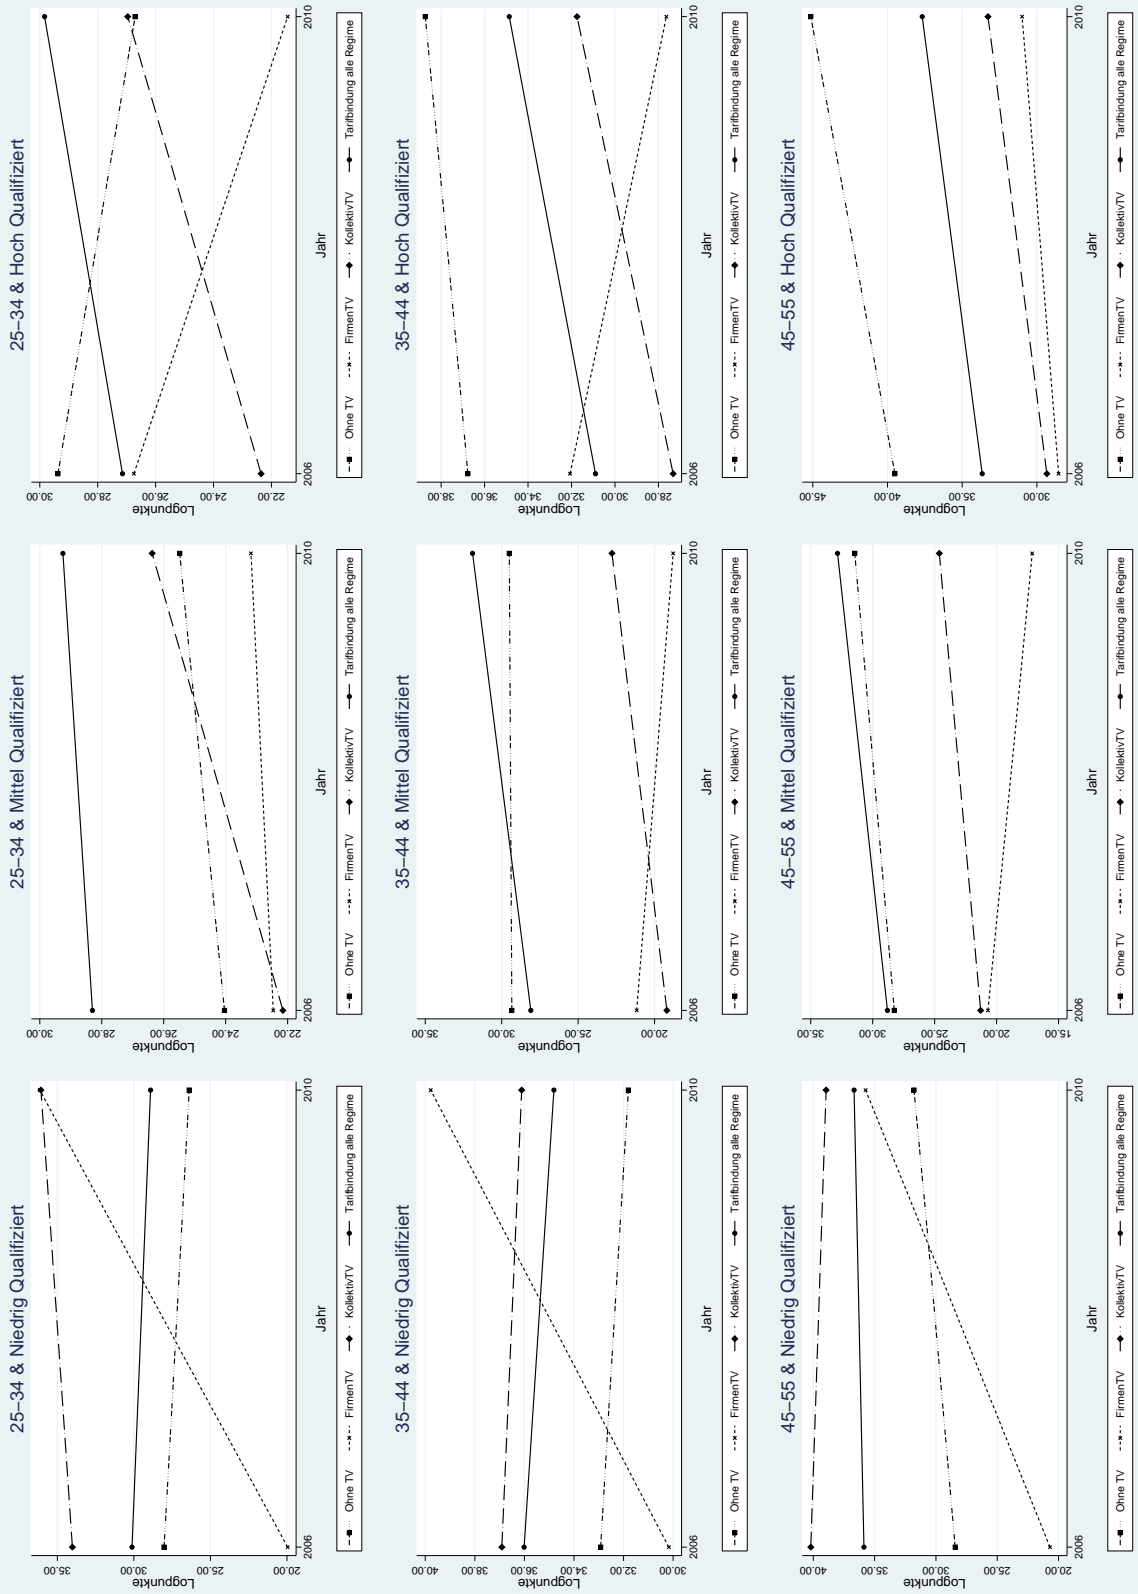 25–34 & Niedrig Qualifiziert
Logpunkte
35.00
30.00
25.00
20.00
2006 2010
Jahr
Ohne TV FirmenTV KollektivTV Tarifbindung alle Regime
25–34 & Mittel Qualifiziert
Logpunkte
30.00
28.00
26.00
24.00
22.00
2006 2010
Jahr
Ohne TV FirmenTV KollektivTV Tarifbindung alle Regime
25–34 & Hoch Qualifiziert
Logpunkte
30.00
28.00
26.00
24.00
22.00
2006 2010
Jahr
Ohne TV FirmenTV KollektivTV Tarifbindung alle Regime
35–44 & Niedrig Qualifiziert
Logpunkte
40.00
38.00
36.00
34.00
32.00
30.00
2006 2010
Jahr
Ohne TV FirmenTV KollektivTV Tarifbindung alle Regime
35–44 & Mittel Qualifiziert
Logpunkte
35.00
30.00
25.00
20.00
2006 2010
Jahr
Ohne TV FirmenTV KollektivTV Tarifbindung alle Regime
35–44 & Hoch Qualifiziert
Logpunkte
38.00
36.00
34.00
32.00
30.00
28.00
2006 2010
Jahr
Ohne TV FirmenTV KollektivTV Tarifbindung alle Regime
45–55 & Niedrig Qualifiziert
Logpunkte
40.00
35.00
30.00
25.00
20.00
2006 2010
Jahr
Ohne TV FirmenTV KollektivTV Tarifbindung alle Regime
45–55 & Mittel Qualifiziert
Logpunkte
35.00
30.00
25.00
20.00
15.00
2006 2010
Jahr
Ohne TV FirmenTV KollektivTV Tarifbindung alle Regime
45–55 & Hoch Qualifiziert
Logpunkte
45.00
40.00
35.00
30.00
2006 2010
Jahr
Ohne TV FirmenTV KollektivTV Tarifbindung alle Regime